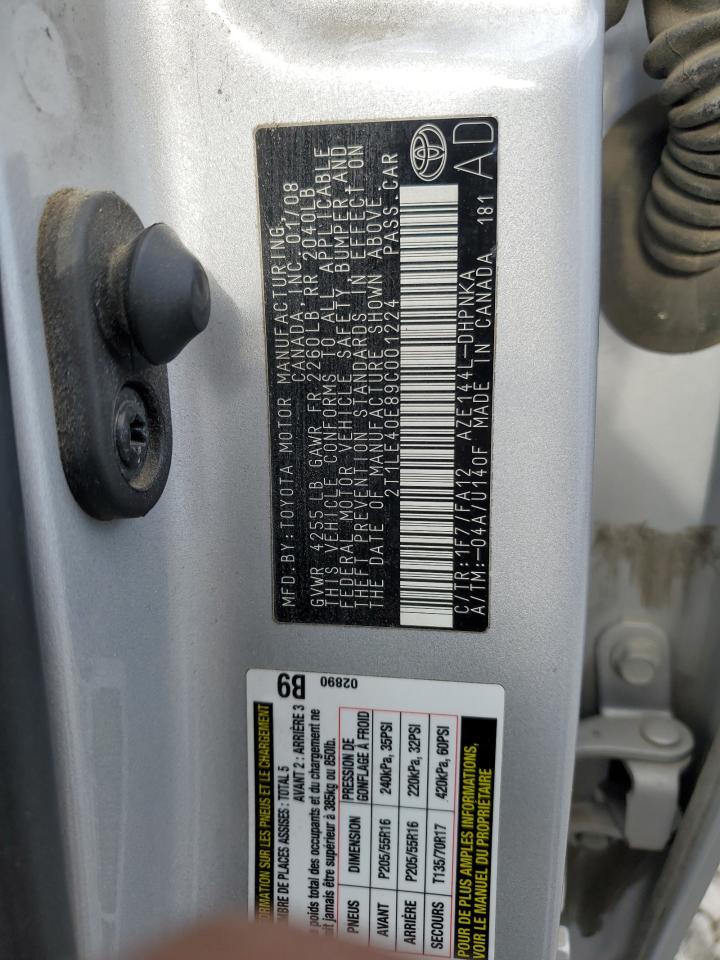 MFD. BY: TOYOTA MOTOR MANUFACTURING,
CANADA, INC. 01/08
GVWR 4255 LB GAWR FR 2260LB, RR 2040LB
THIS VEHICLE CONFORMS TO ALL APPLICABLE
FEDERAL MOTOR VEHICLE SAFETY, BUMPER, AND
THEFT PREVENTION STANDARDS IN EFFECT ON
THE DATE OF MANUFACTURE SHOWN ABOVE.
2T1LE40E89C001224 PASS. CAR
C/TR: 1F7/FA12 AZE144L-DHPNKA
A/TM: -04A/U140F MADE IN CANADA 181
AD
SUR LES PNEUS ET LE CHARGEMENT
B9
02890
DE PLACES ASSISES : TOTAL 5
AVANT 2 : ARRIÈRE 3
poids total des occupants et du chargement ne
jamais être supérieur à 385kg ou 850lb.
PNEUS DIMENSION PRESSION DE GONFLAGE À FROID
AVANT P205/55R16 240kPa, 35PSI
ARRIÈRE P205/55R16 220kPa, 32PSI
SECOURS T135/70R17 420kPa, 60PSI
POUR DE PLUS AMPLES INFORMATIONS,
VOIR LE MANUEL DU PROPRIÉTAIRE